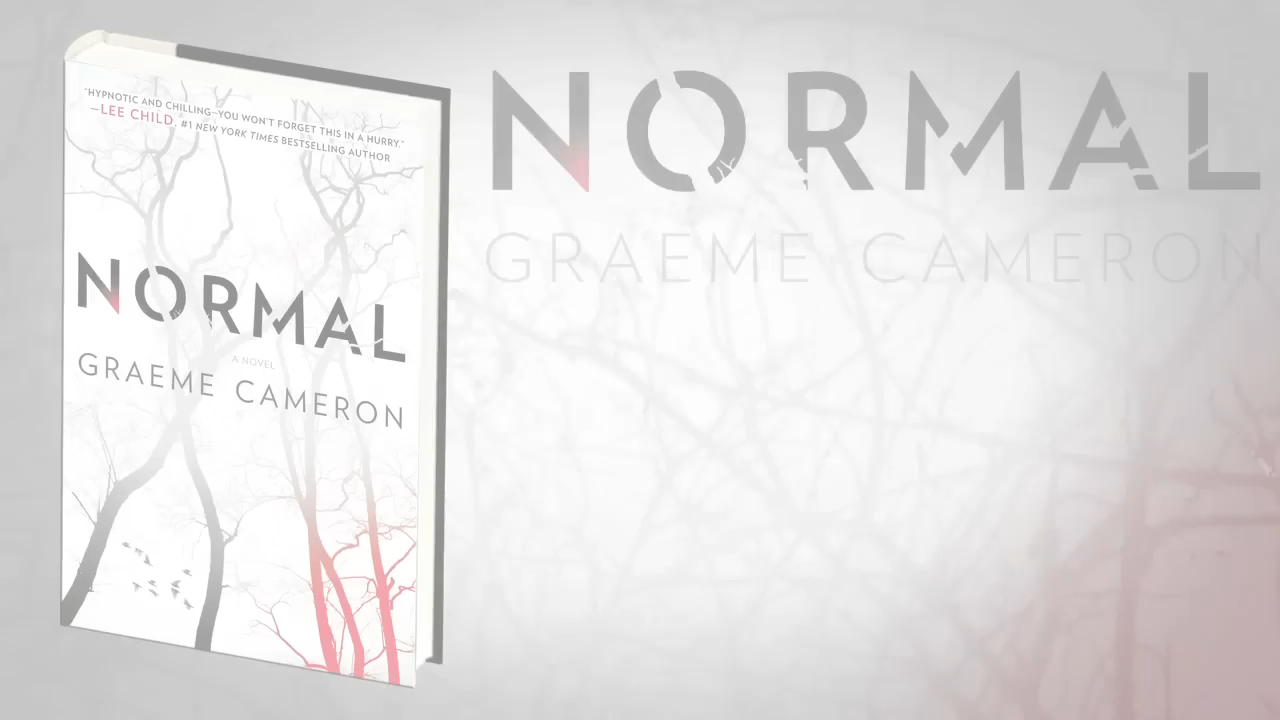 "HYPNOTIC AND CHILLING—YOU WON'T FORGET THIS IN A HURRY."
—LEE CHILD, #1 NEW YORK TIMES BESTSELLING AUTHOR
NORMAL
A NOVEL
GRAEME CAMERON
NORMAL
GRAEME CAMERON